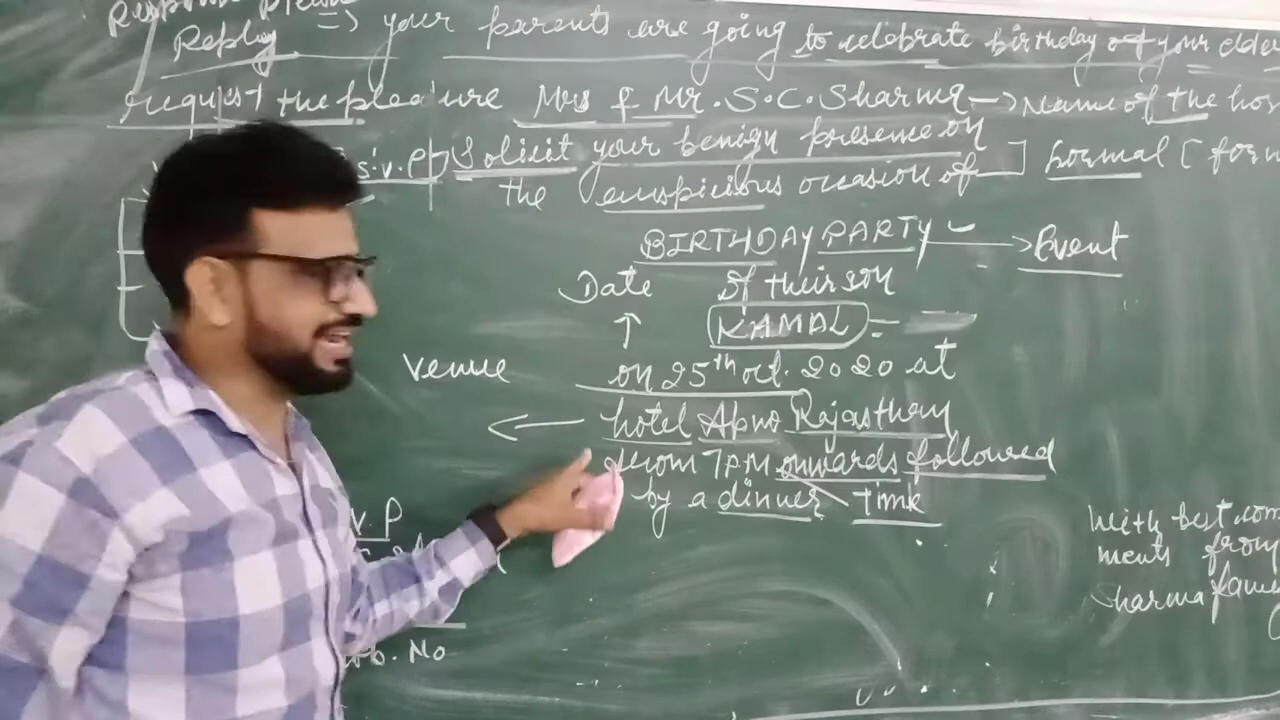 Reply => your parents are going to celebrate birthday of your elder
request the pleasure Mrs & Mr. S.C. Sharma -> Name of the
s.v.P] Solicit your benign presence on
the auspicious occasion of ] formal [
BIRTHDAY PARTY -> Event
Date of their son
↑ KAMAL
Venue on 25th oct. 2020 at
<- hotel Apno Rajasthan
from 7PM onwards followed
by a dinner Time
v. P
With best com
ments from
Sharma
b. No